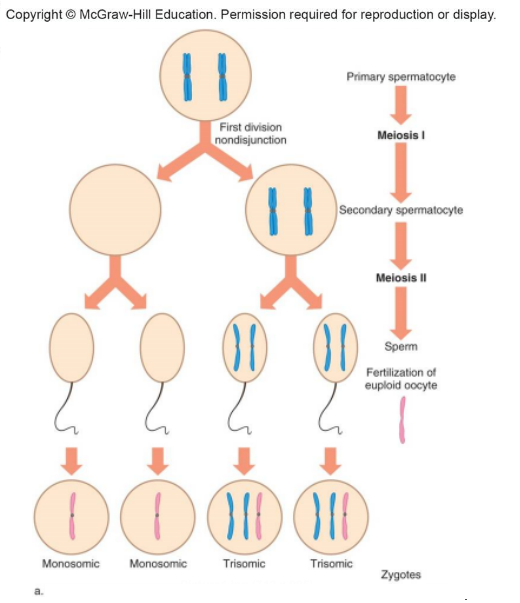 Copyright © McGraw-Hill Education. Permission required for reproduction or display.
Primary spermatocyte
First division
nondisjunction
Meiosis I
Secondary spermatocyte
Meiosis II
Sperm
Fertilization of
euploid oocyte
Monosomic
Monosomic
Trisomic
Trisomic
Zygotes
a.